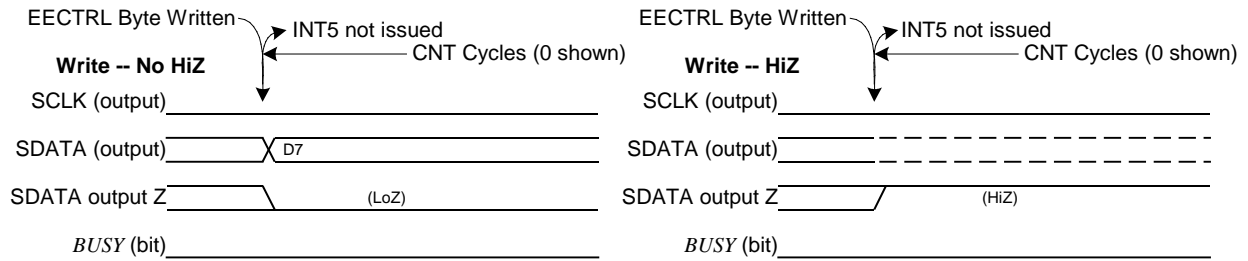 EECTRL Byte Written
INT5 not issued
CNT Cycles (0 shown)
Write -- No HiZ
SCLK (output)
SDATA (output)
D7
SDATA output Z
(LoZ)
BUSY (bit)
EECTRL Byte Written
INT5 not issued
CNT Cycles (0 shown)
Write -- HiZ
SCLK (output)
SDATA (output)
SDATA output Z
(HiZ)
BUSY (bit)